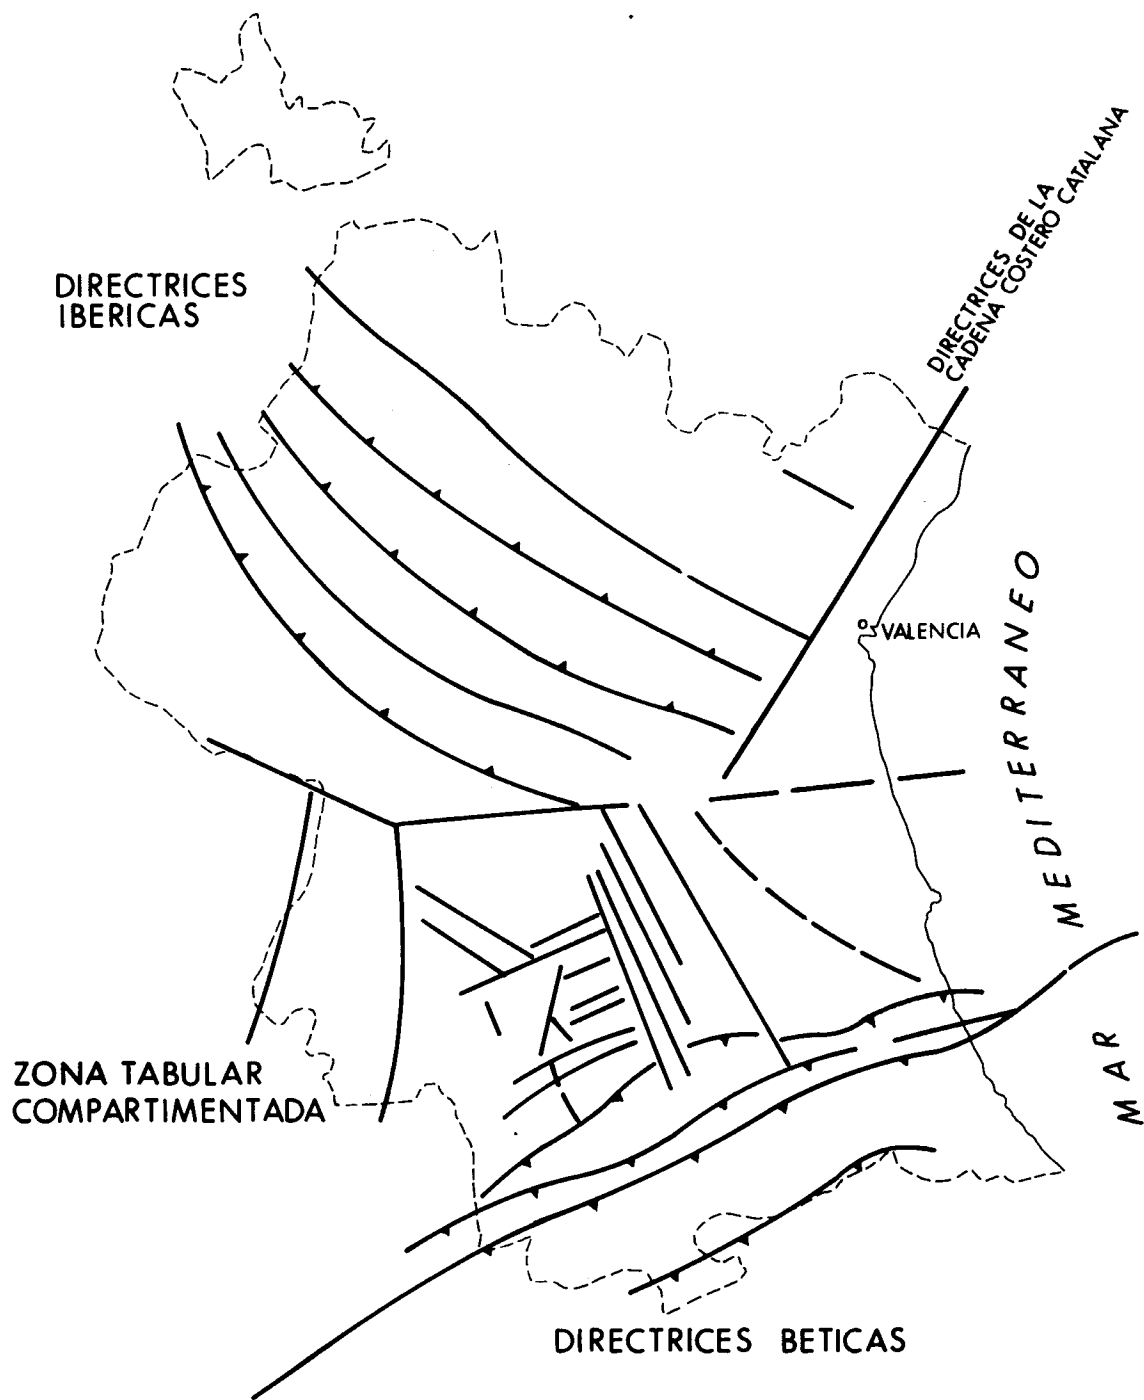 DIRECTRICES DE LA
CADENA COSTERO CATALANA
DIRECTRICES
IBERICAS
VALENCIA
MAR MEDITERRANEO
ZONA TABULAR
COMPARTIMENTADA
DIRECTRICES BETICAS